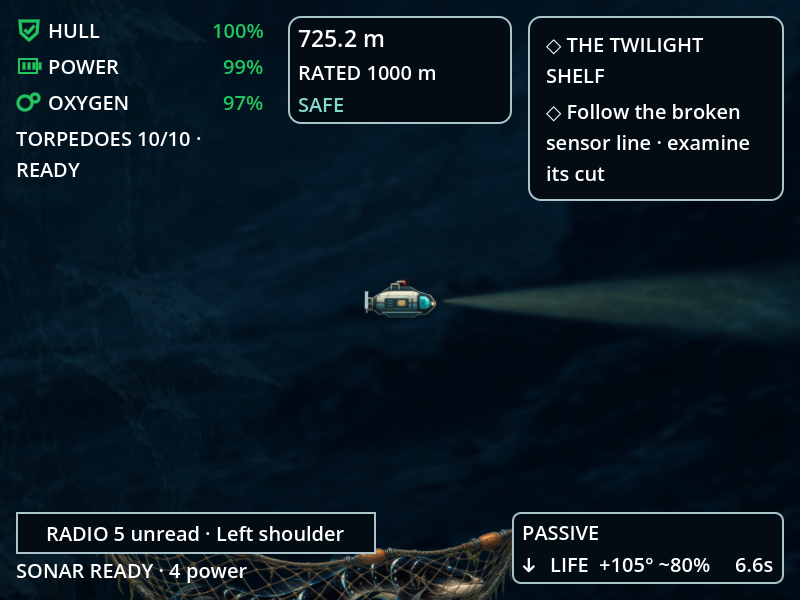 HULL 100%
POWER 99%
OXYGEN 97%
TORPEDOES 10/10 ·
READY
725.2 m
RATED 1000 m
SAFE
◇ THE TWILIGHT
SHELF
◇ Follow the broken
sensor line · examine
its cut
RADIO 5 unread · Left shoulder
SONAR READY · 4 power
PASSIVE
↓ LIFE +105° ~80% 6.6s